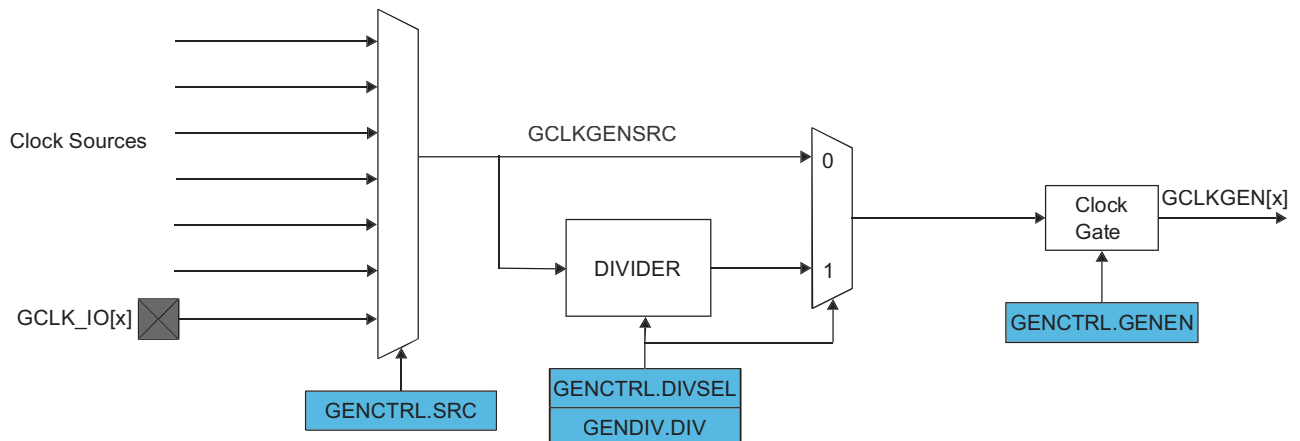 Clock Sources
GCLK_IO[x]
GENCTRL.SRC
GCLKGENSRC
DIVIDER
GENCTRL.DIVSEL
GENDIV.DIV
0
1
Clock
Gate
GCLKGEN[x]
GENCTRL.GENEN